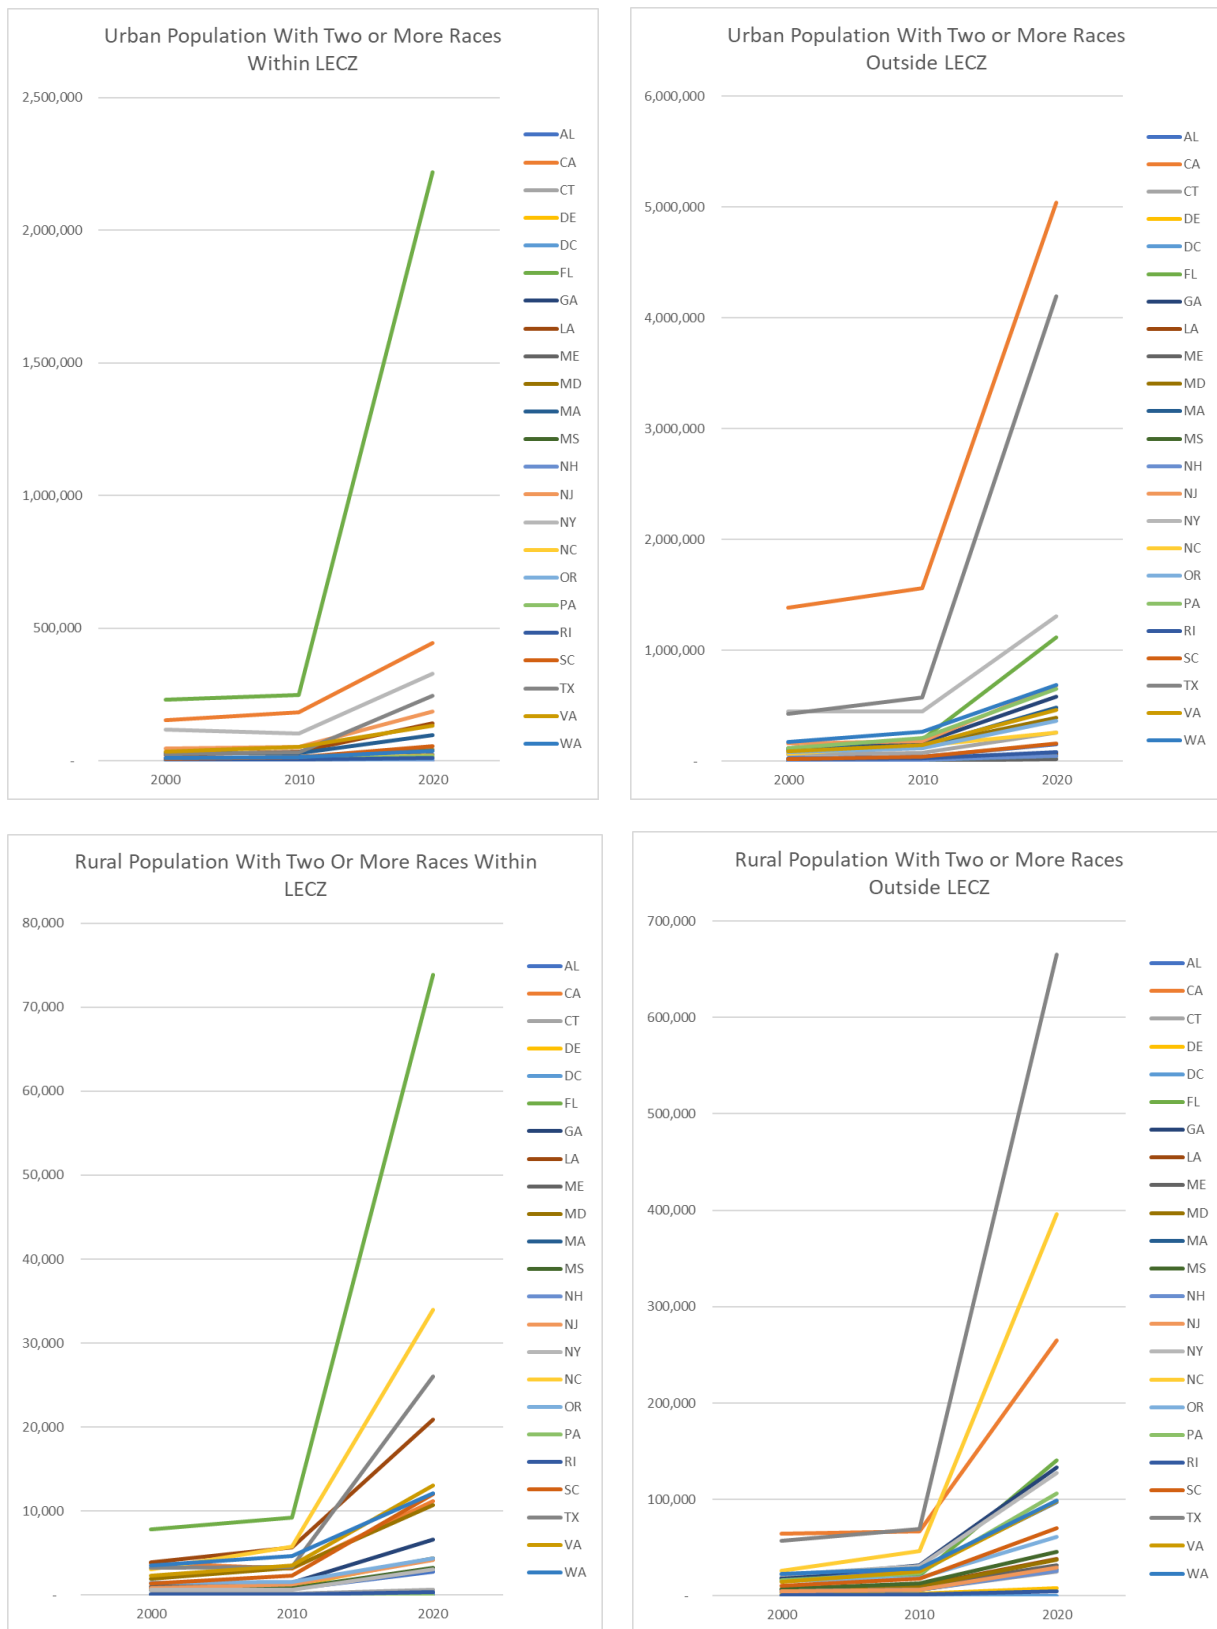 Urban Population With Two or More Races
Within LECZ
2,500,000
2,000,000
1,500,000
1,000,000
500,000
-
2000
2010
2020
AL
CA
CT
DE
DC
FL
GA
LA
ME
MD
MA
MS
NH
NJ
NY
NC
OR
PA
RI
SC
TX
VA
WA
Urban Population With Two or More Races
Outside LECZ
6,000,000
5,000,000
4,000,000
3,000,000
2,000,000
1,000,000
-
2000
2010
2020
AL
CA
CT
DE
DC
FL
GA
LA
ME
MD
MA
MS
NH
NJ
NY
NC
OR
PA
RI
SC
TX
VA
WA
Rural Population With Two Or More Races Within
LECZ
80,000
70,000
60,000
50,000
40,000
30,000
20,000
10,000
-
2000
2010
2020
AL
CA
CT
DE
DC
FL
GA
LA
ME
MD
MA
MS
NH
NJ
NY
NC
OR
PA
RI
SC
TX
VA
WA
Rural Population With Two or More Races
Outside LECZ
700,000
600,000
500,000
400,000
300,000
200,000
100,000
-
2000
2010
2020
AL
CA
CT
DE
DC
FL
GA
LA
ME
MD
MA
MS
NH
NJ
NY
NC
OR
PA
RI
SC
TX
VA
WA